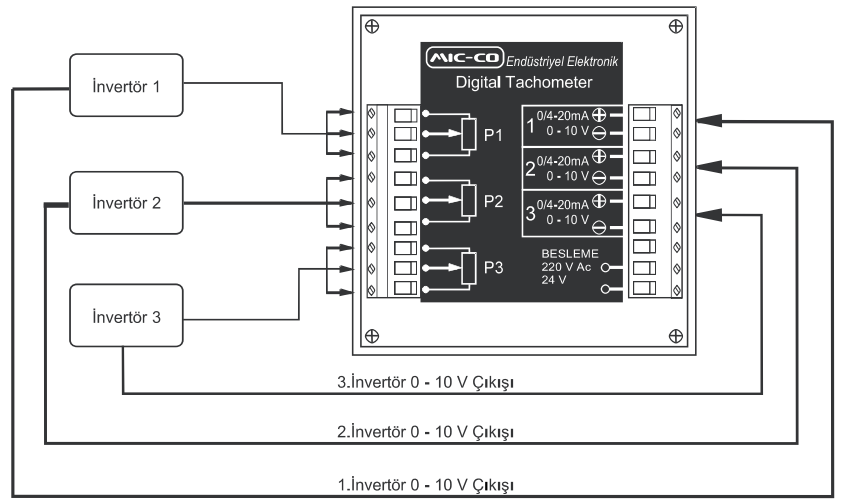 MIC-CO Endüstriyel Elektronik
Digital Tachometer
İnvertör 1
İnvertör 2
İnvertör 3
P1
P2
P3
1 0/4-20mA +
0 - 10 V -
2 0/4-20mA +
0 - 10 V -
3 0/4-20mA +
0 - 10 V -
BESLEME
220 V Ac
24 V
3.İnvertör 0 - 10 V Çıkışı
2.İnvertör 0 - 10 V Çıkışı
1.İnvertör 0 - 10 V Çıkışı